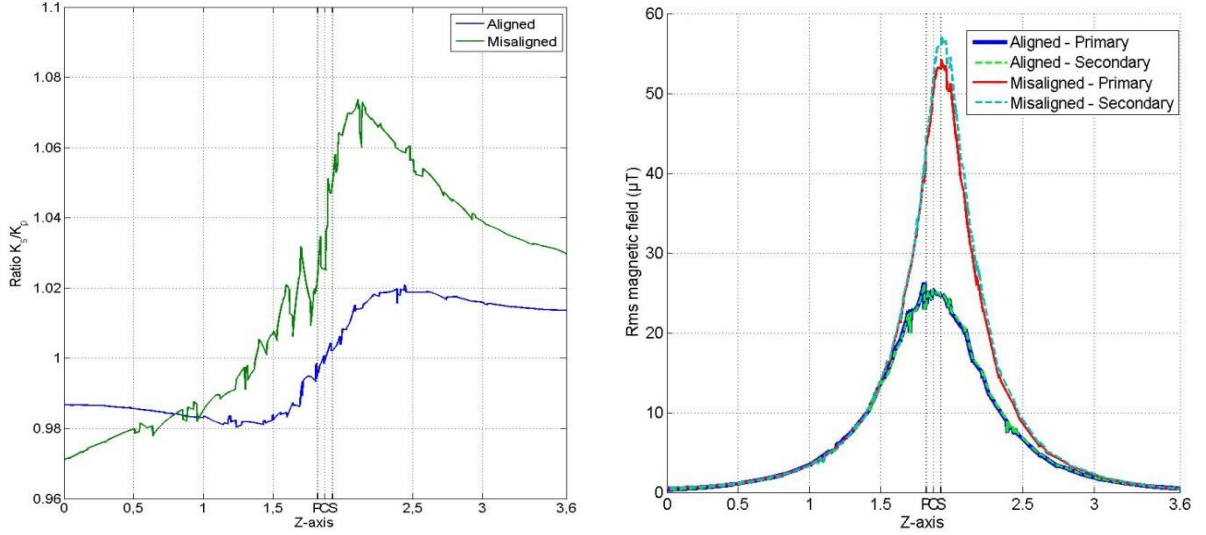 1.1
1.08
1.06
1.04
1.02
1
0.98
0.96
Ratio Ks/Kp
Aligned
Misaligned
0 0,5 1 1,5 PCS 2,5 3 3,6
Z-axis
60
50
40
30
20
10
0
Rms magnetic field (µT)
Aligned - Primary
Aligned - Secondary
Misaligned - Primary
Misaligned - Secondary
0 0.5 1 1.5 PCS 2.5 3 3.6
Z-axis